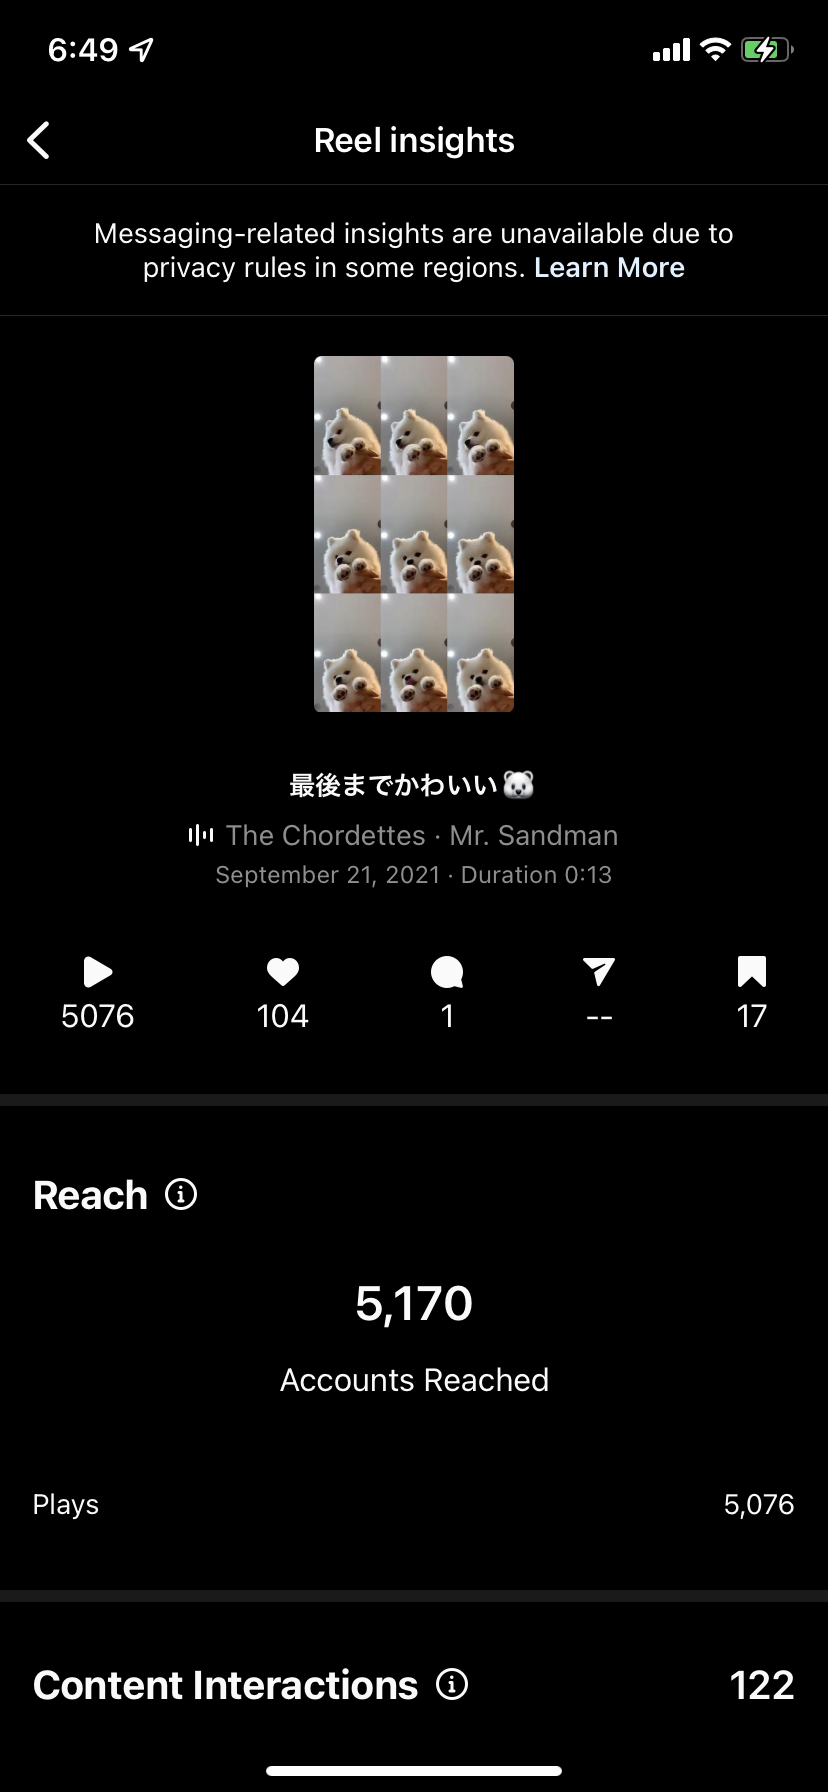 6:49
Reel insights
Messaging-related insights are unavailable due to
privacy rules in some regions. Learn More
最後までかわいい🐻‍❄️
The Chordettes · Mr. Sandman
September 21, 2021 · Duration 0:13
5076 104 1 -- 17
Reach
5,170
Accounts Reached
Plays 5,076
Content Interactions 122